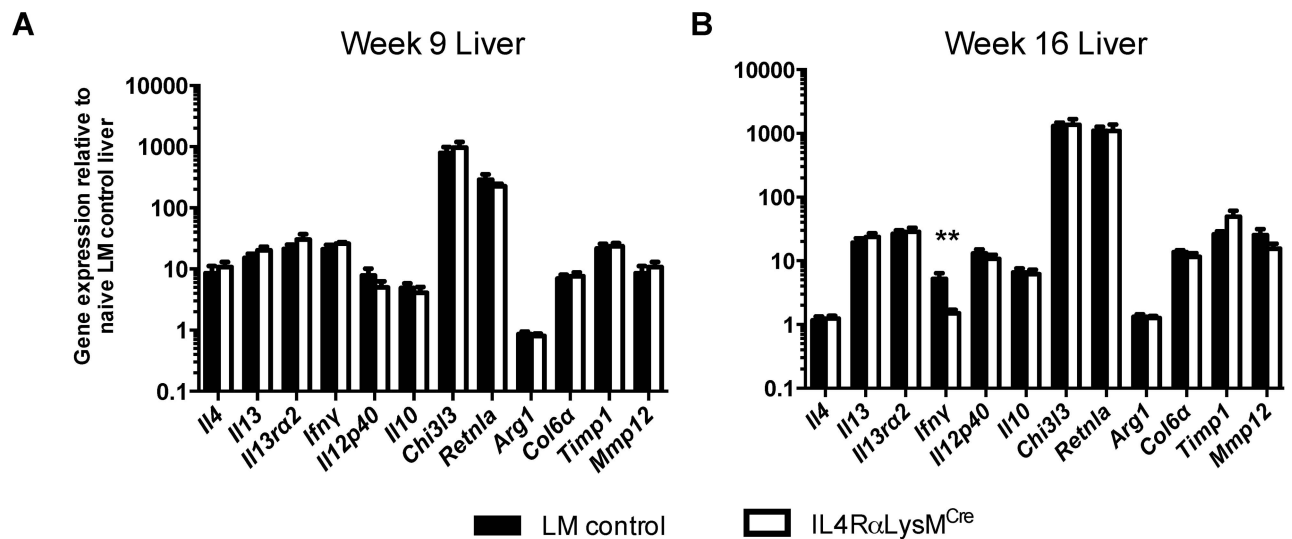 A
Week 9 Liver
Gene expression relative to
naive LM control liver
10000
1000
100
10
1
0.1
Il4
Il13
Il13rα2
Ifnγ
Il12p40
Il10
Chi3l3
Retnla
Arg1
Col6α
Timp1
Mmp12
B
Week 16 Liver
10000
1000
100
10
1
0.1
**
Il4
Il13
Il13rα2
Ifnγ
Il12p40
Il10
Chi3l3
Retnla
Arg1
Col6α
Timp1
Mmp12
LM control
IL4RαLysMCre